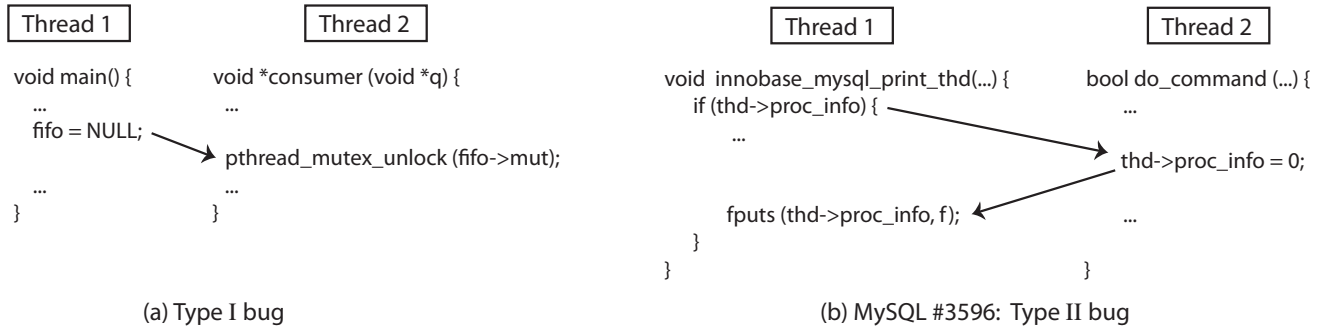 Thread 1
Thread 2
void main() {
...
fifo = NULL;
...
}
void *consumer (void *q) {
...
pthread_mutex_unlock (fifo->mut);
...
}
(a) Type I bug
Thread 1
Thread 2
void innobase_mysql_print_thd(...) {
if (thd->proc_info) {
...
fputs (thd->proc_info, f);
}
}
bool do_command (...) {
...
thd->proc_info = 0;
...
}
(b) MySQL #3596: Type II bug